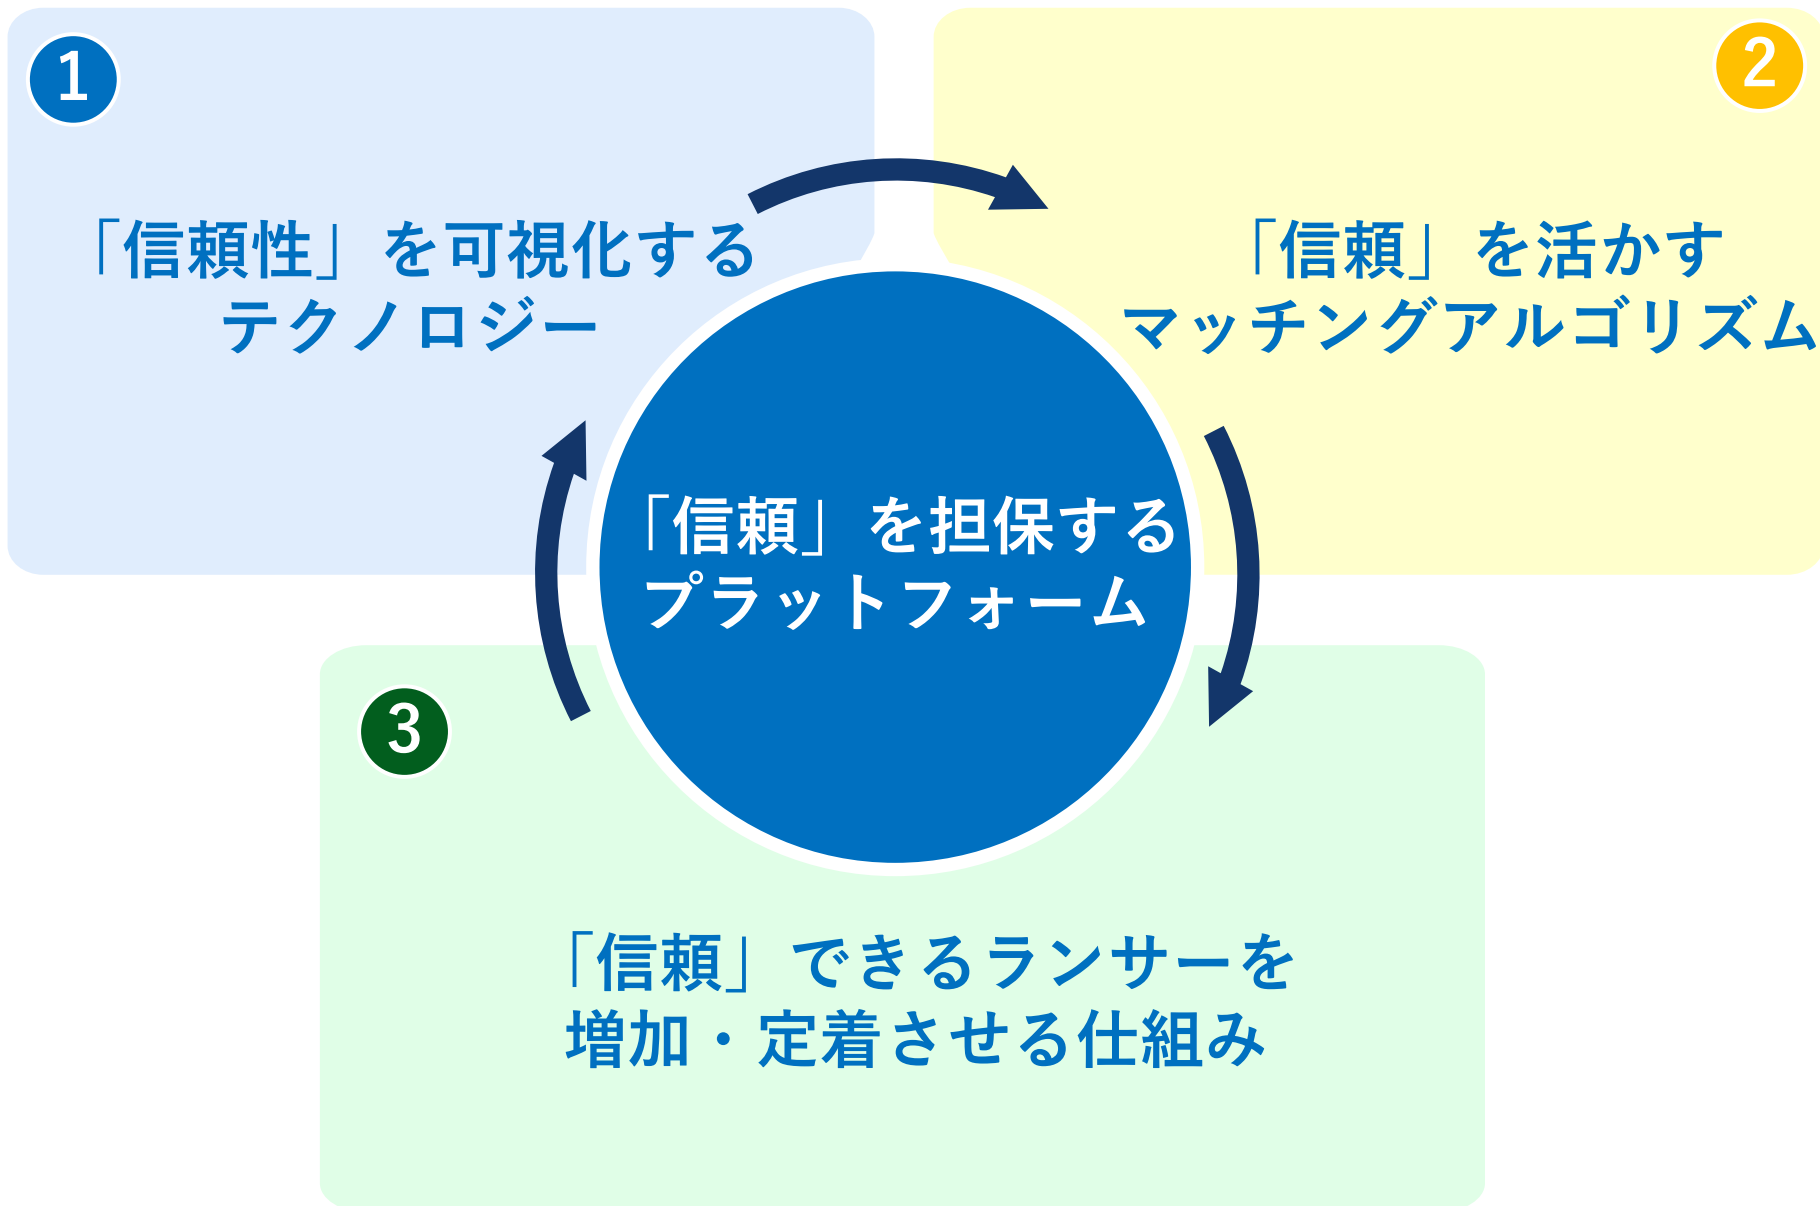 1
「信頼性」を可視化する
テクノロジー
2
「信頼」を活かす
マッチングアルゴリズム
「信頼」を担保する
プラットフォーム
3
「信頼」できるランサーを
増加・定着させる仕組み